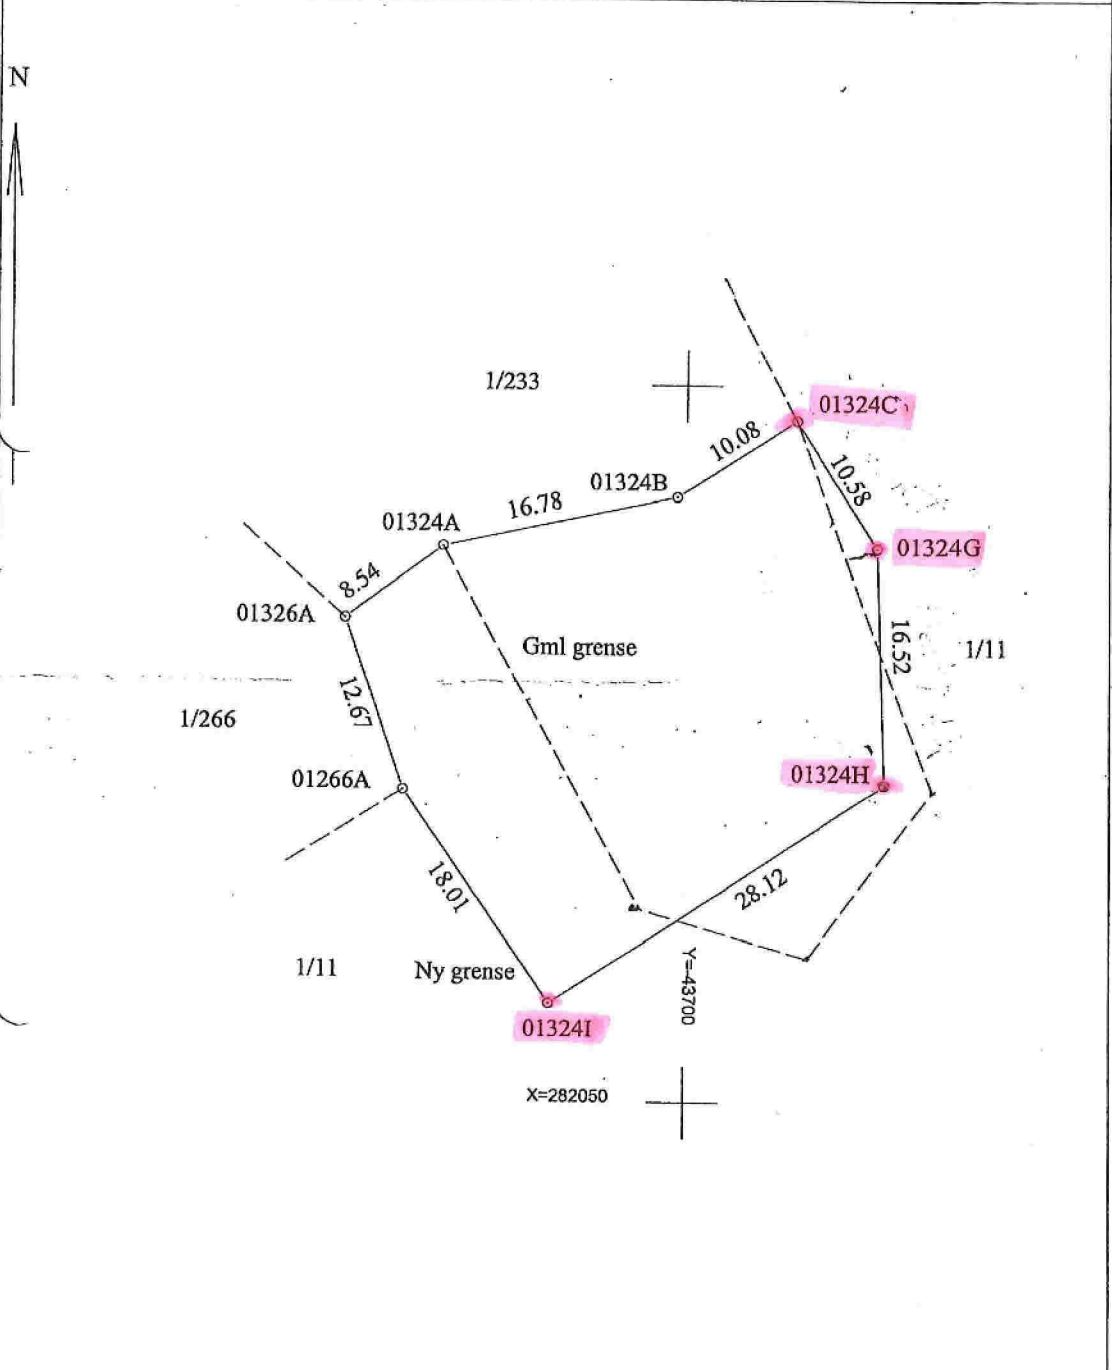 N
1/233
01324C
10.08
10.58
01324B
16.78
01324A
01324G
8.54
01326A
Gml grense
16.52
1/11
12.67
1/266
01324H
01266A
18.01
28.12
1/11
Ny grense
Y=-43700
01324I
X=282050